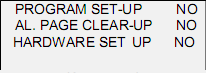 PROGRAM SET-UP NO
AL. PAGE CLEAR-UP NO
HARDWARE SET UP NO